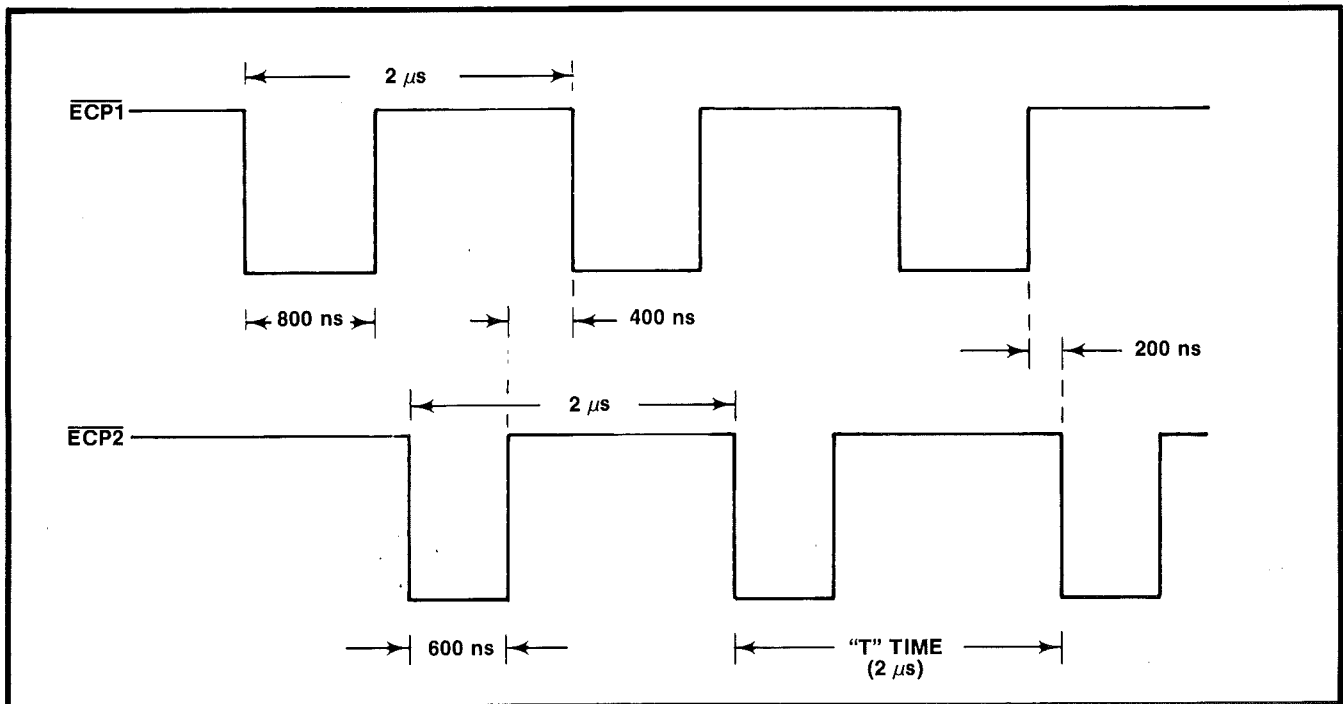 2 μs
ECP1
800 ns
400 ns
200 ns
2 μs
ECP2
600 ns
"T" TIME
(2 μs)